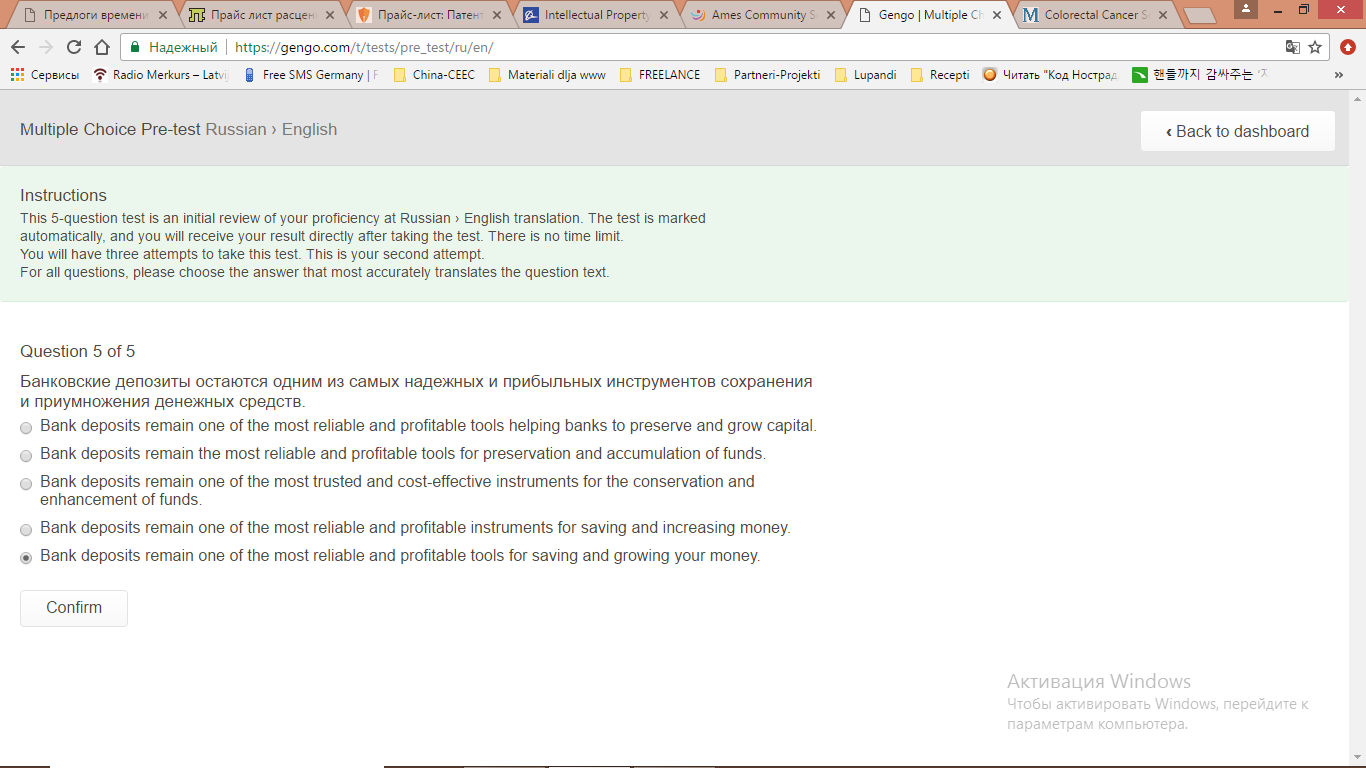 Предлоги времени
Прайс лист расцен
Прайс-лист: Патент
Intellectual Property
Ames Community S
Gengo | Multiple Ch
Colorectal Cancer S
Надежный https://gengo.com/t/tests/pre_test/ru/en/
Сервисы Radio Merkurs – Latvij Free SMS Germany | F China-CEEC Materiali dlja www FREELANCE Partneri-Projekti Lupandi Recepti Читать "Код Нострад 핸들까지 감싸주는 »
Multiple Choice Pre-test Russian › English
‹ Back to dashboard
Instructions
This 5-question test is an initial review of your proficiency at Russian › English translation. The test is marked
automatically, and you will receive your result directly after taking the test. There is no time limit.
You will have three attempts to take this test. This is your second attempt.
For all questions, please choose the answer that most accurately translates the question text.
Question 5 of 5
Банковские депозиты остаются одним из самых надежных и прибыльных инструментов сохранения
и приумножения денежных средств.
Bank deposits remain one of the most reliable and profitable tools helping banks to preserve and grow capital.
Bank deposits remain the most reliable and profitable tools for preservation and accumulation of funds.
Bank deposits remain one of the most trusted and cost-effective instruments for the conservation and
enhancement of funds.
Bank deposits remain one of the most reliable and profitable instruments for saving and increasing money.
Bank deposits remain one of the most reliable and profitable tools for saving and growing your money.
Confirm
Активация Windows
Чтобы активировать Windows, перейдите к
параметрам компьютера.